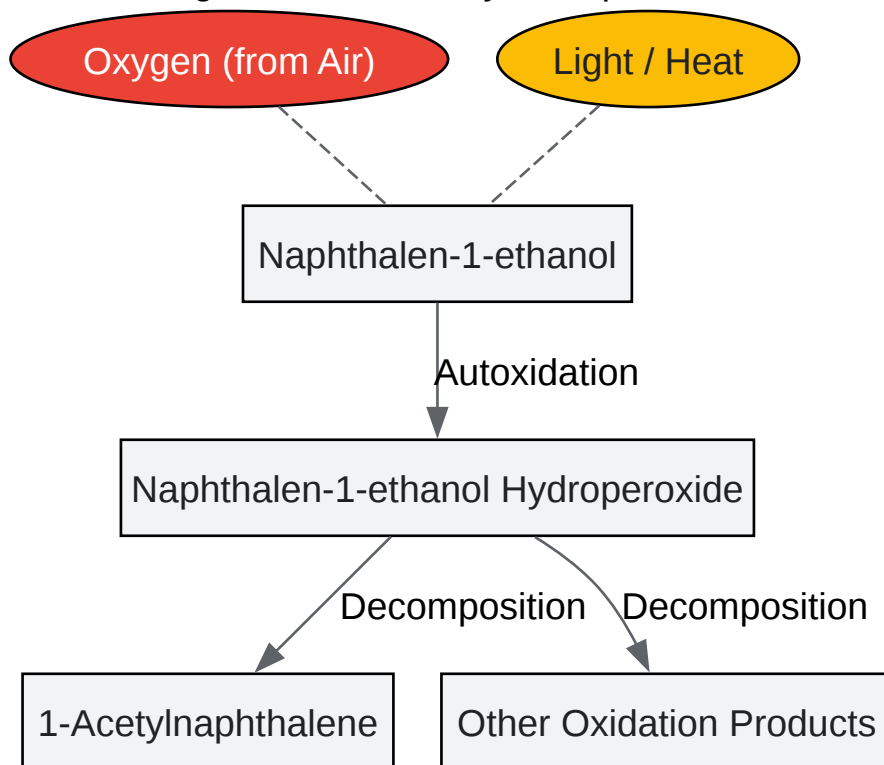 Oxygen (from Air)
Light / Heat
Naphthalen-1-ethanol
Autoxidation
Naphthalen-1-ethanol Hydroperoxide
Decomposition
Decomposition
1-Acetylnaphthalene
Other Oxidation Products